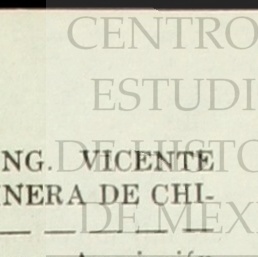 CENTRO
ESTUDI
NG. VICENTE
DE HISTO
NERA DE CHI-
DE MEX